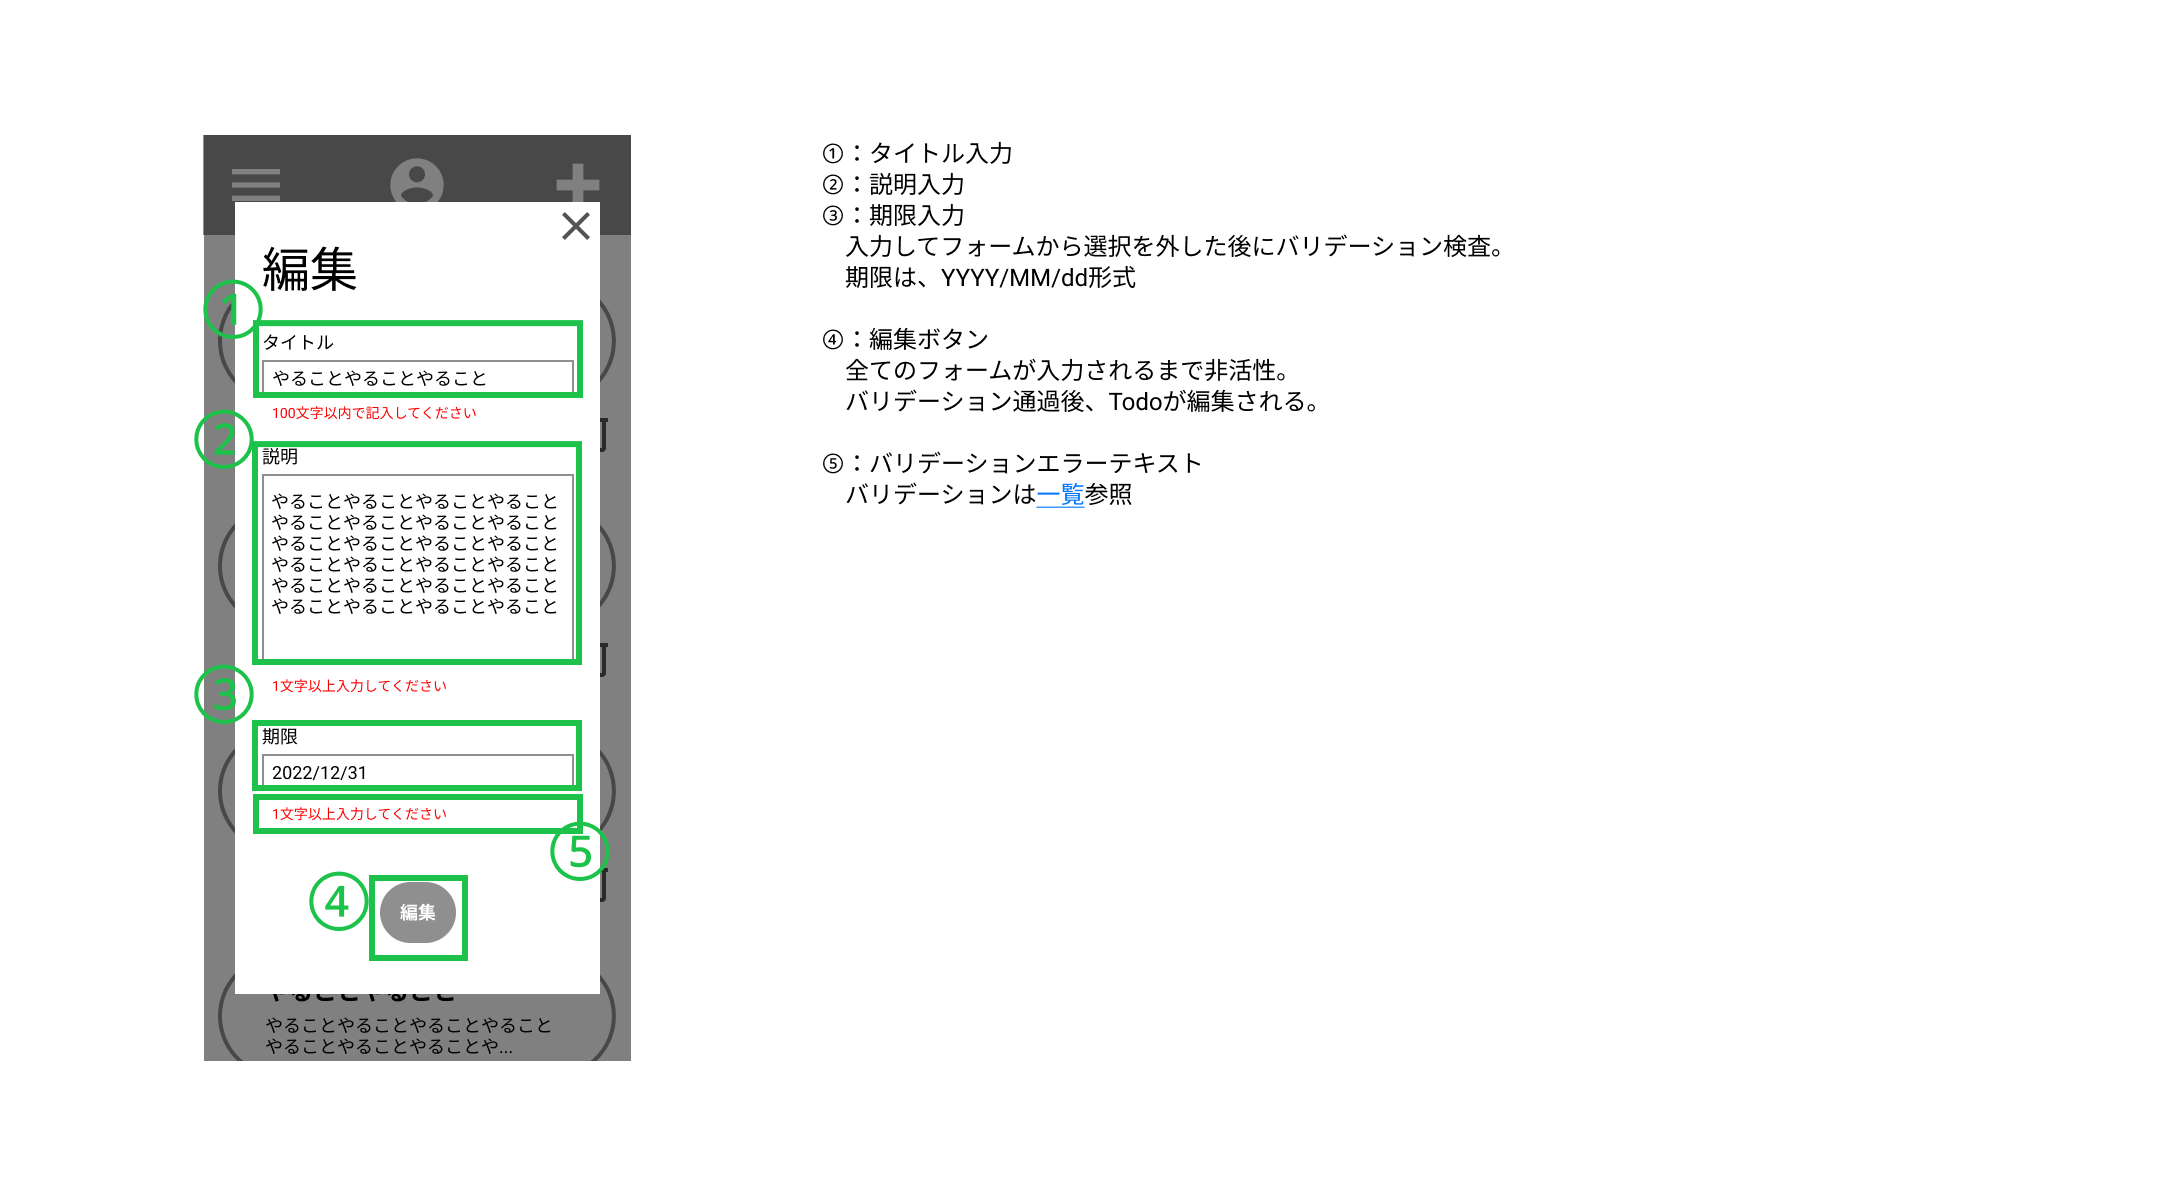 編集
①
タイトル
やることやることやること
100文字以内で記入してください
②
説明
やることやることやることやること
やることやることやることやること
やることやることやることやること
やることやることやることやること
やることやることやることやること
やることやることやることやること
1文字以上入力してください
③
期限
2022/12/31
1文字以上入力してください
⑤
④
編集
やることやること
やることやることやることやること
やることやることやることや...
①：タイトル入力
②：説明入力
③：期限入力
入力してフォームから選択を外した後にバリデーション検査。
期限は、YYYY/MM/dd形式
④：編集ボタン
全てのフォームが入力されるまで非活性。
バリデーション通過後、Todoが編集される。
⑤：バリデーションエラーテキスト
バリデーションは一覧参照